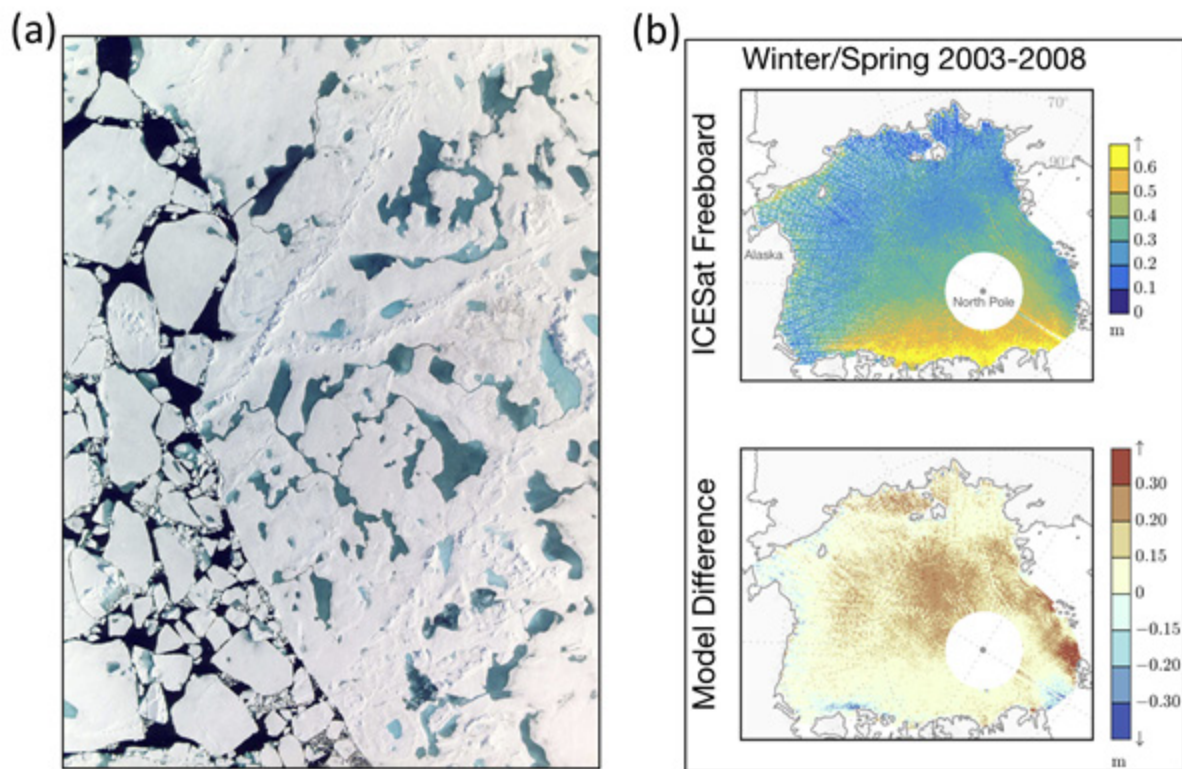 (a)
(b)
Winter/Spring 2003-2008
ICESat Freeboard
70°
90°
Alaska
North Pole
0.6
0.5
0.4
0.3
0.2
0.1
0
m
Model Difference
0.30
0.20
0.15
0
−0.15
−0.20
−0.30
m